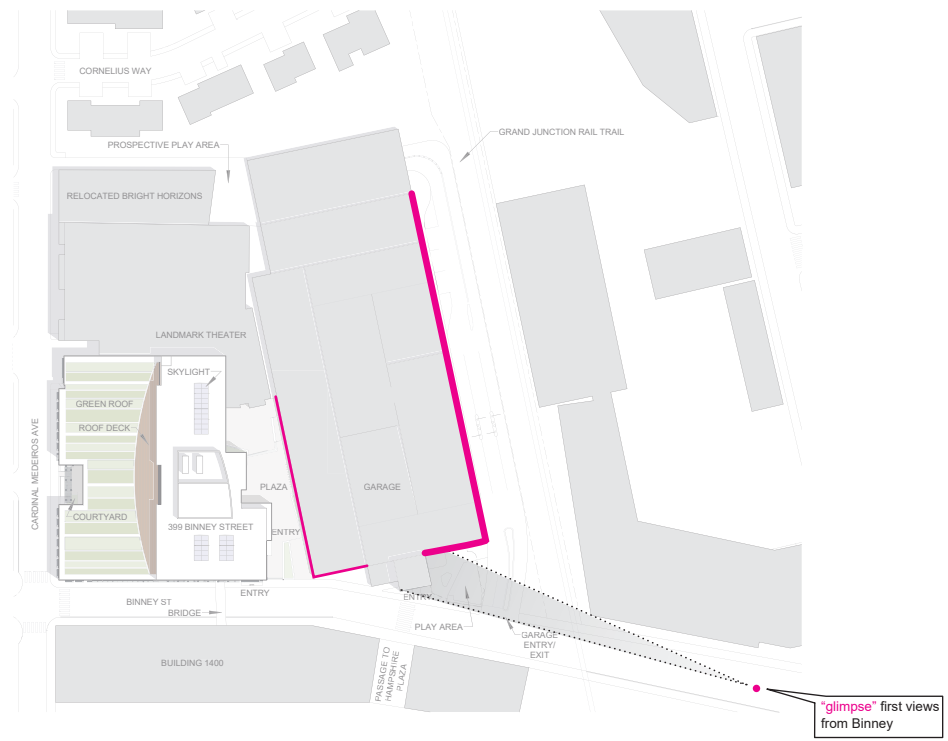 CORNELIUS WAY
GRAND JUNCTION RAIL TRAIL
PROSPECTIVE PLAY AREA
RELOCATED BRIGHT HORIZONS
LANDMARK THEATER
SKYLIGHT
GREEN ROOF
ROOF DECK
CARDINAL MEDEIROS AVE
PLAZA
GARAGE
COURTYARD
399 BINNEY STREET
ENTRY
ENTRY
ENTRY
BINNEY ST
BRIDGE
PLAY AREA
GARAGE
ENTRY/
EXIT
BUILDING 1400
PASSAGE TO
HAMPSHIRE
PLAZA
"glimpse" first views
from Binney